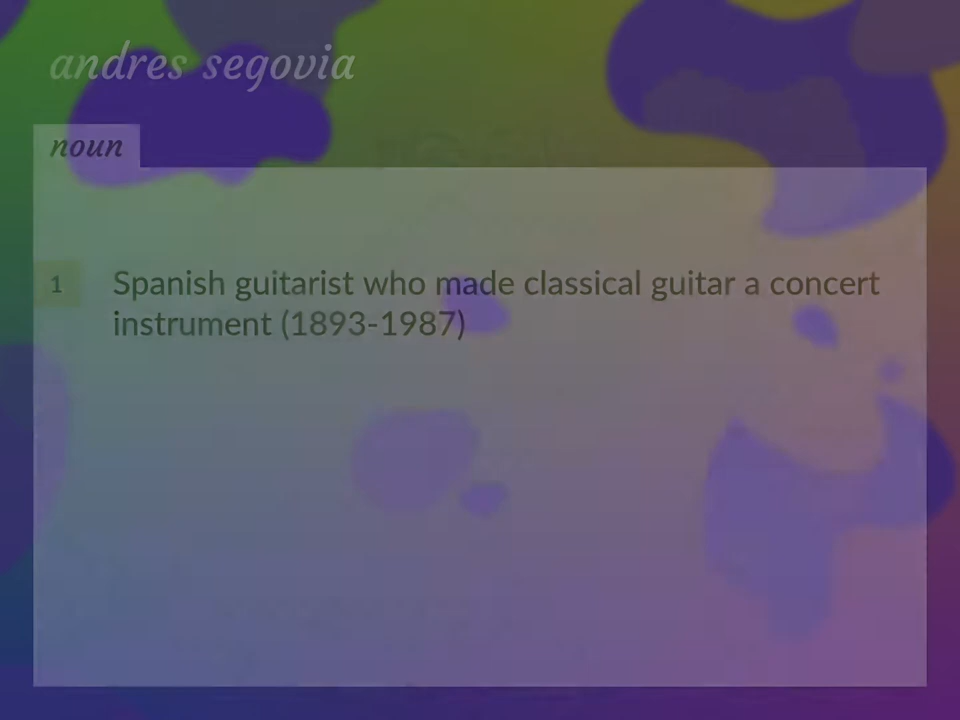 andres segovia
noun
1 Spanish guitarist who made classical guitar a concert
instrument (1893-1987)